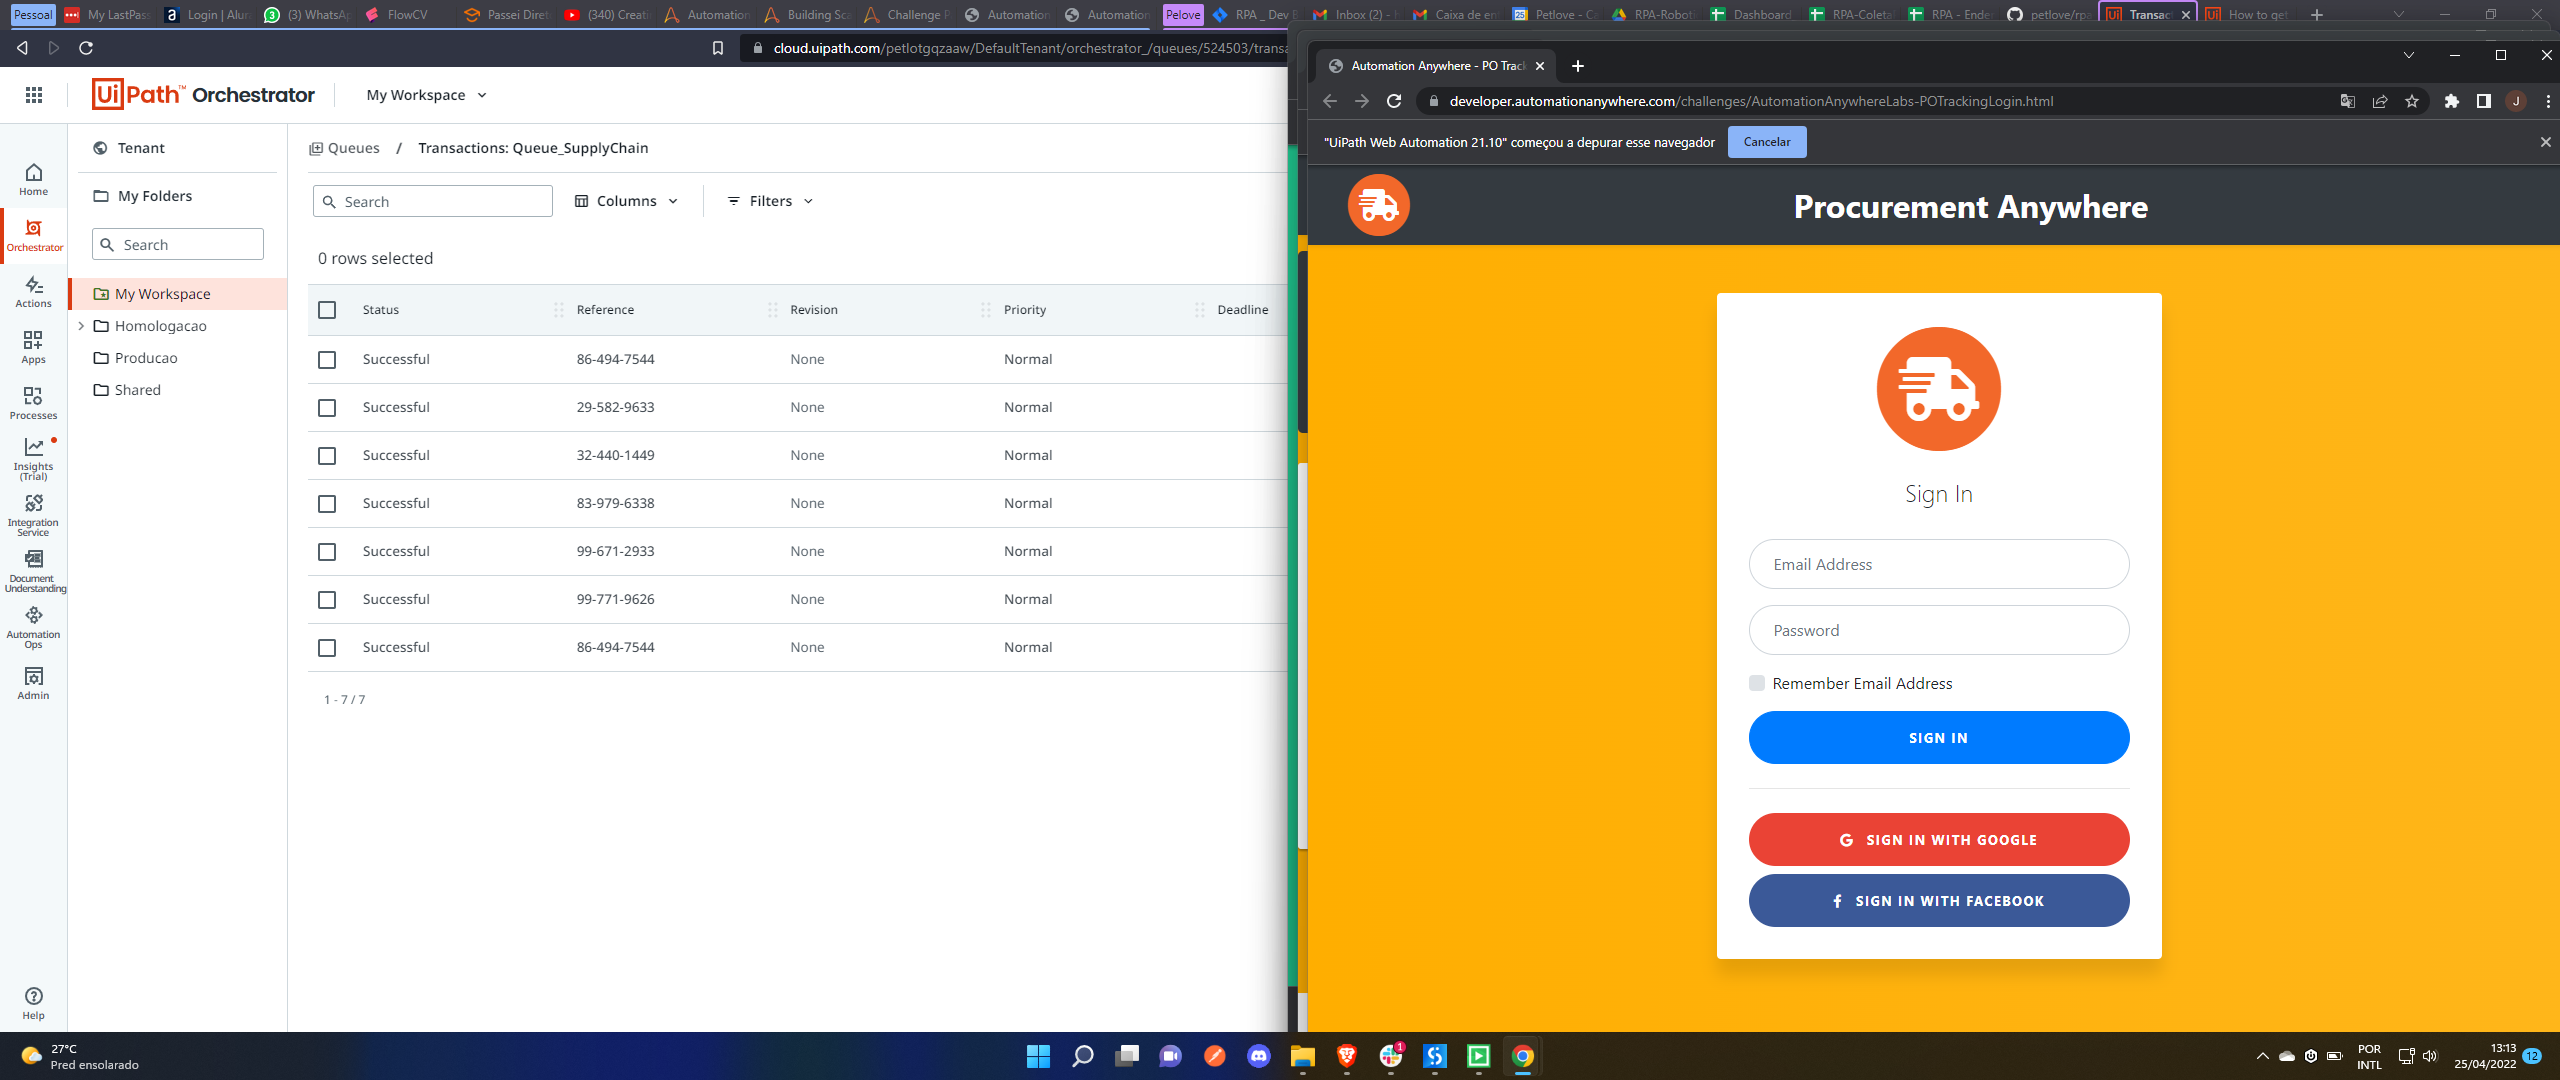 Pessoal
My LastPass
Login | Alur
(3) WhatsAp
FlowCV
Passei Diret
(340) Creati
Automation
Building Sca
Challenge P
Automation
Automation
Pelove
RPA _ Dev B
Inbox (2) - h
Caixa de en
Petlove - Ca
RPA-Robot
Dashboard
RPA-Coleta
RPA - Ender
petlove/rpa
Transac
How to get
cloud.uipath.com/petlotgqzaaw/DefaultTenant/orchestrator_/queues/524503/transa
UiPath™ Orchestrator
My Workspace
Home
Orchestrator
Actions
Apps
Processes
Insights
(Trial)
Integration
Service
Document
Understanding
Automation
Ops
Admin
Help
Tenant
My Folders
Search
My Workspace
Homologacao
Producao
Shared
Queues / Transactions: Queue_SupplyChain
Search
Columns
Filters
0 rows selected
Status Reference Revision Priority Deadline
Successful 86-494-7544 None Normal
Successful 29-582-9633 None Normal
Successful 32-440-1449 None Normal
Successful 83-979-6338 None Normal
Successful 99-671-2933 None Normal
Successful 99-771-9626 None Normal
Successful 86-494-7544 None Normal
1 - 7 / 7
Automation Anywhere - PO Track
developer.automationanywhere.com/challenges/AutomationAnywhereLabs-POTrackingLogin.html
J
"UiPath Web Automation 21.10" começou a depurar esse navegador
Cancelar
Procurement Anywhere
Sign In
Email Address
Password
Remember Email Address
SIGN IN
SIGN IN WITH GOOGLE
SIGN IN WITH FACEBOOK
27°C
Pred ensolarado
1
POR
INTL
13:13
25/04/2022
12